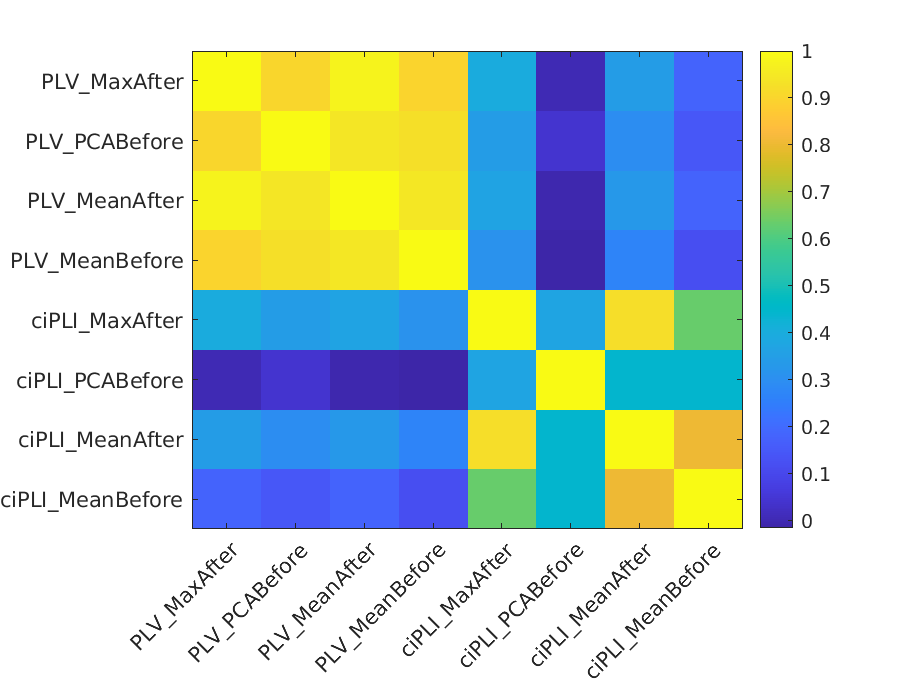 PLV_MaxAfter
PLV_PCABefore
PLV_MeanAfter
PLV_MeanBefore
ciPLI_MaxAfter
ciPLI_PCABefore
ciPLI_MeanAfter
ciPLI_MeanBefore
PLV_MaxAfter
PLV_PCABefore
PLV_MeanAfter
PLV_MeanBefore
ciPLI_MaxAfter
ciPLI_PCABefore
ciPLI_MeanAfter
ciPLI_MeanBefore
1
0.9
0.8
0.7
0.6
0.5
0.4
0.3
0.2
0.1
0